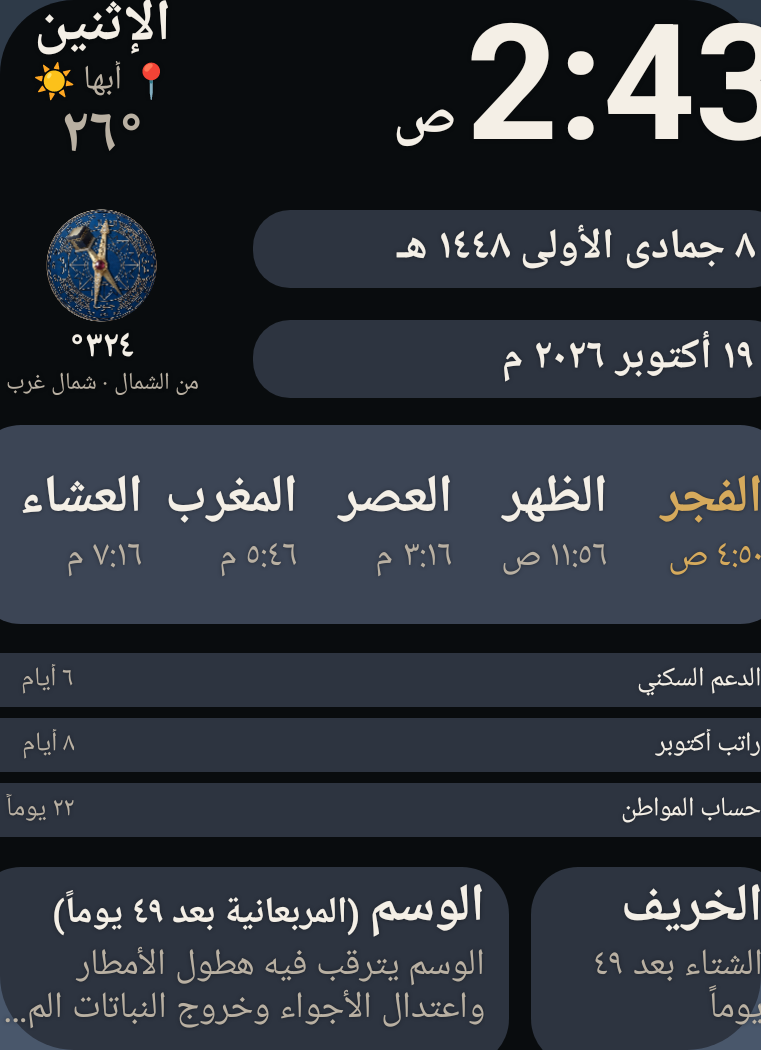 2:43 ص
الإثنين
أبها
٢٦°
٨ جمادى الأولى ١٤٤٨ هـ
١٩ أكتوبر ٢٠٢٦ م
٣٢٤°
من الشمال · شمال غرب
الفجر الظهر العصر المغرب العشاء
٤:٥٠ ص ١١:٥٦ ص ٣:١٦ م ٥:٤٦ م ٧:١٦ م
الدعم السكني ٦ أيام
راتب أكتوبر ٨ أيام
حساب المواطن ٢٢ يوماً
الخريف
الشتاء بعد ٤٩
يوماً
الوسم (المربعانية بعد ٤٩ يوماً)
الوسم يترقب فيه هطول الأمطار
واعتدال الأجواء وخروج النباتات الم...